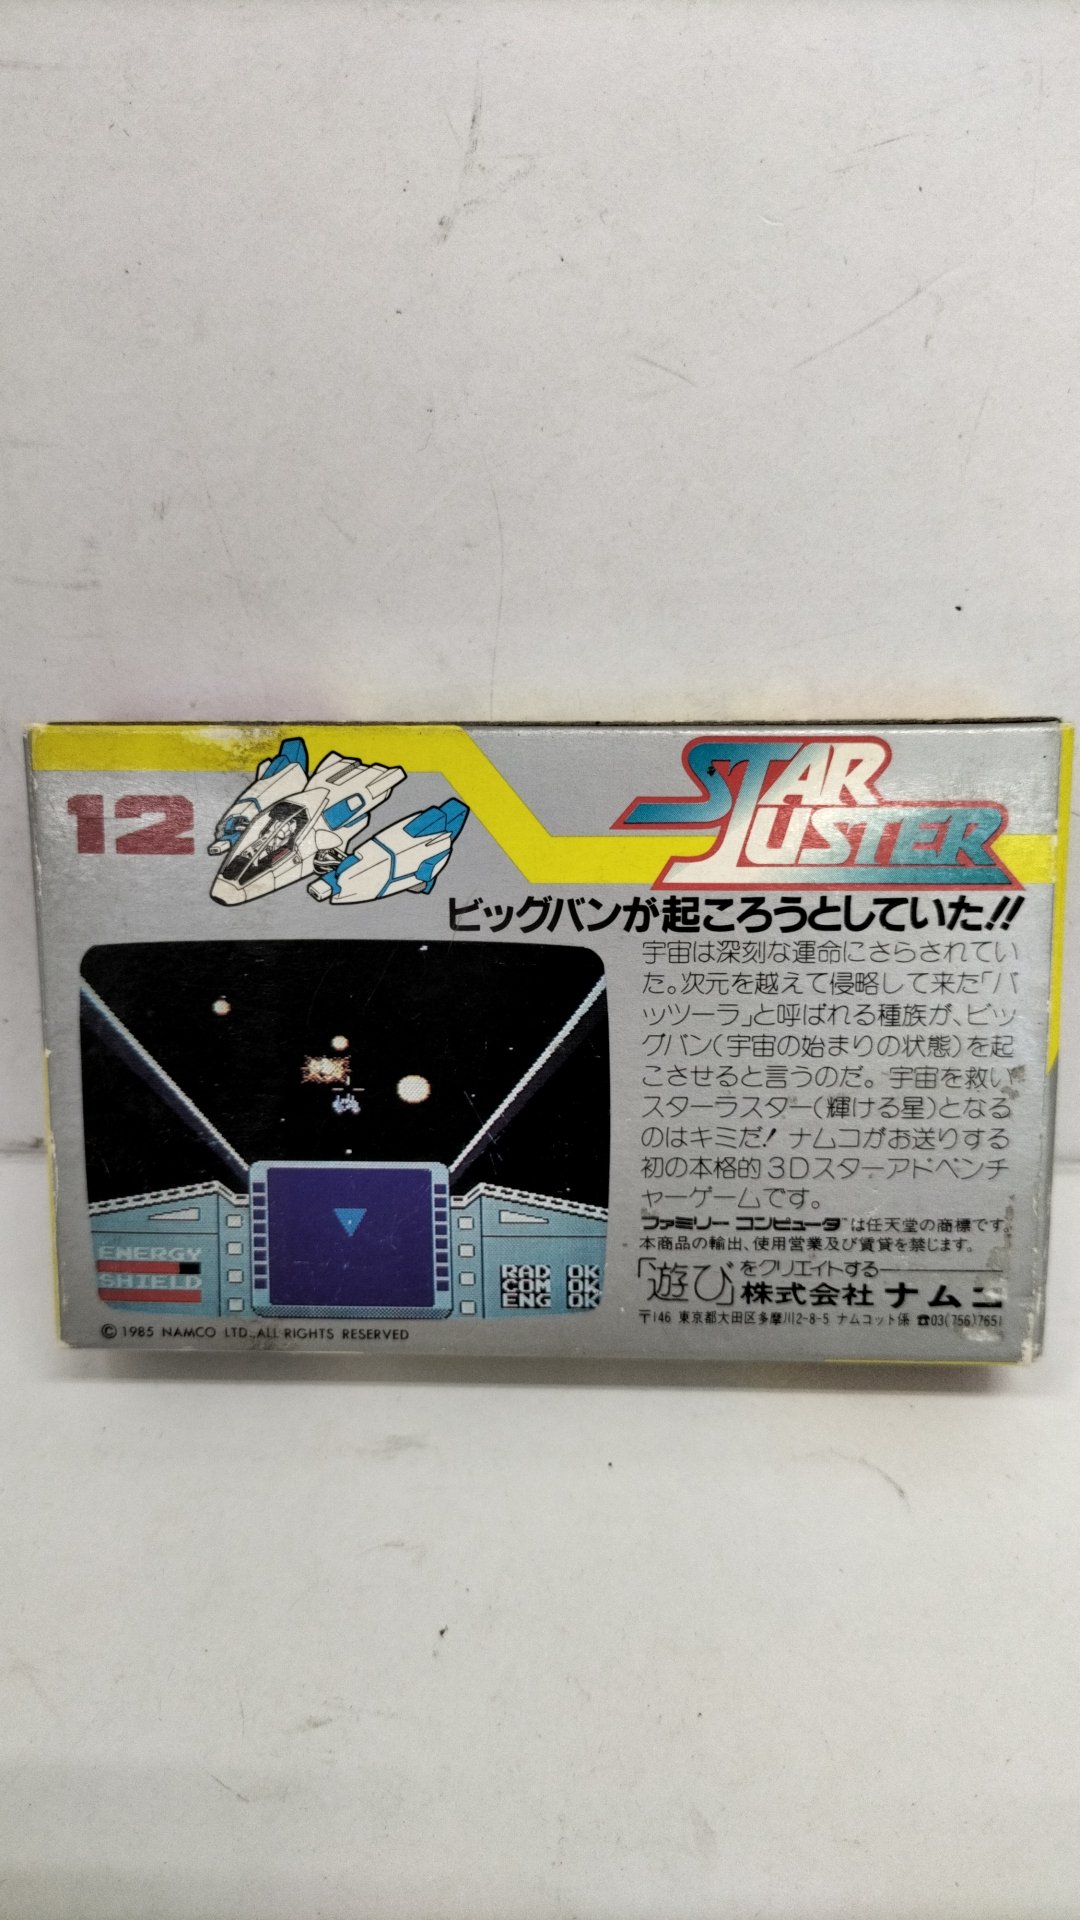 12
STAR
LUSTER
ビッグバンが起ころうとしていた!!
宇宙は深刻な運命にさらされてい
た。次元を越えて侵略して来た「バ
ッツーラ」と呼ばれる種族が、ビッ
グバン(宇宙の始まりの状態)を起
こさせると言うのだ。宇宙を救い
スターラスター(輝ける星)となる
のはキミだ! ナムコがお送りする
初の本格的3Dスターアドベンチ
ャーゲームです。
ファミリーコンピュータ™は任天堂の商標です。
本商品の輸出、使用営業及び賃貸を禁じます。
「遊び」をクリエイトする――
株式会社 ナムコ
〒146 東京都大田区多摩川2-8-5 ナムコット係 ☎03(756)7651
ENERGY
SHIELD
RAD OK
COM OK
ENG OK
© 1985 NAMCO LTD., ALL RIGHTS RESERVED